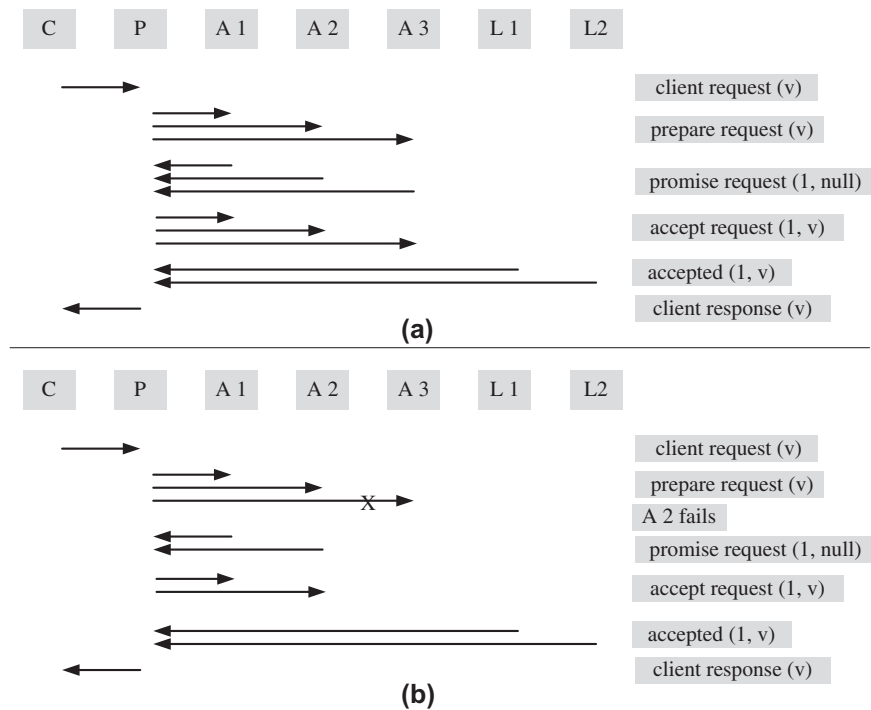 C P A 1 A 2 A 3 L 1 L2
client request (v)
prepare request (v)
promise request (1, null)
accept request (1, v)
accepted (1, v)
client response (v)
(a)
C P A 1 A 2 A 3 L 1 L2
client request (v)
prepare request (v)
X
A 2 fails
promise request (1, null)
accept request (1, v)
accepted (1, v)
client response (v)
(b)